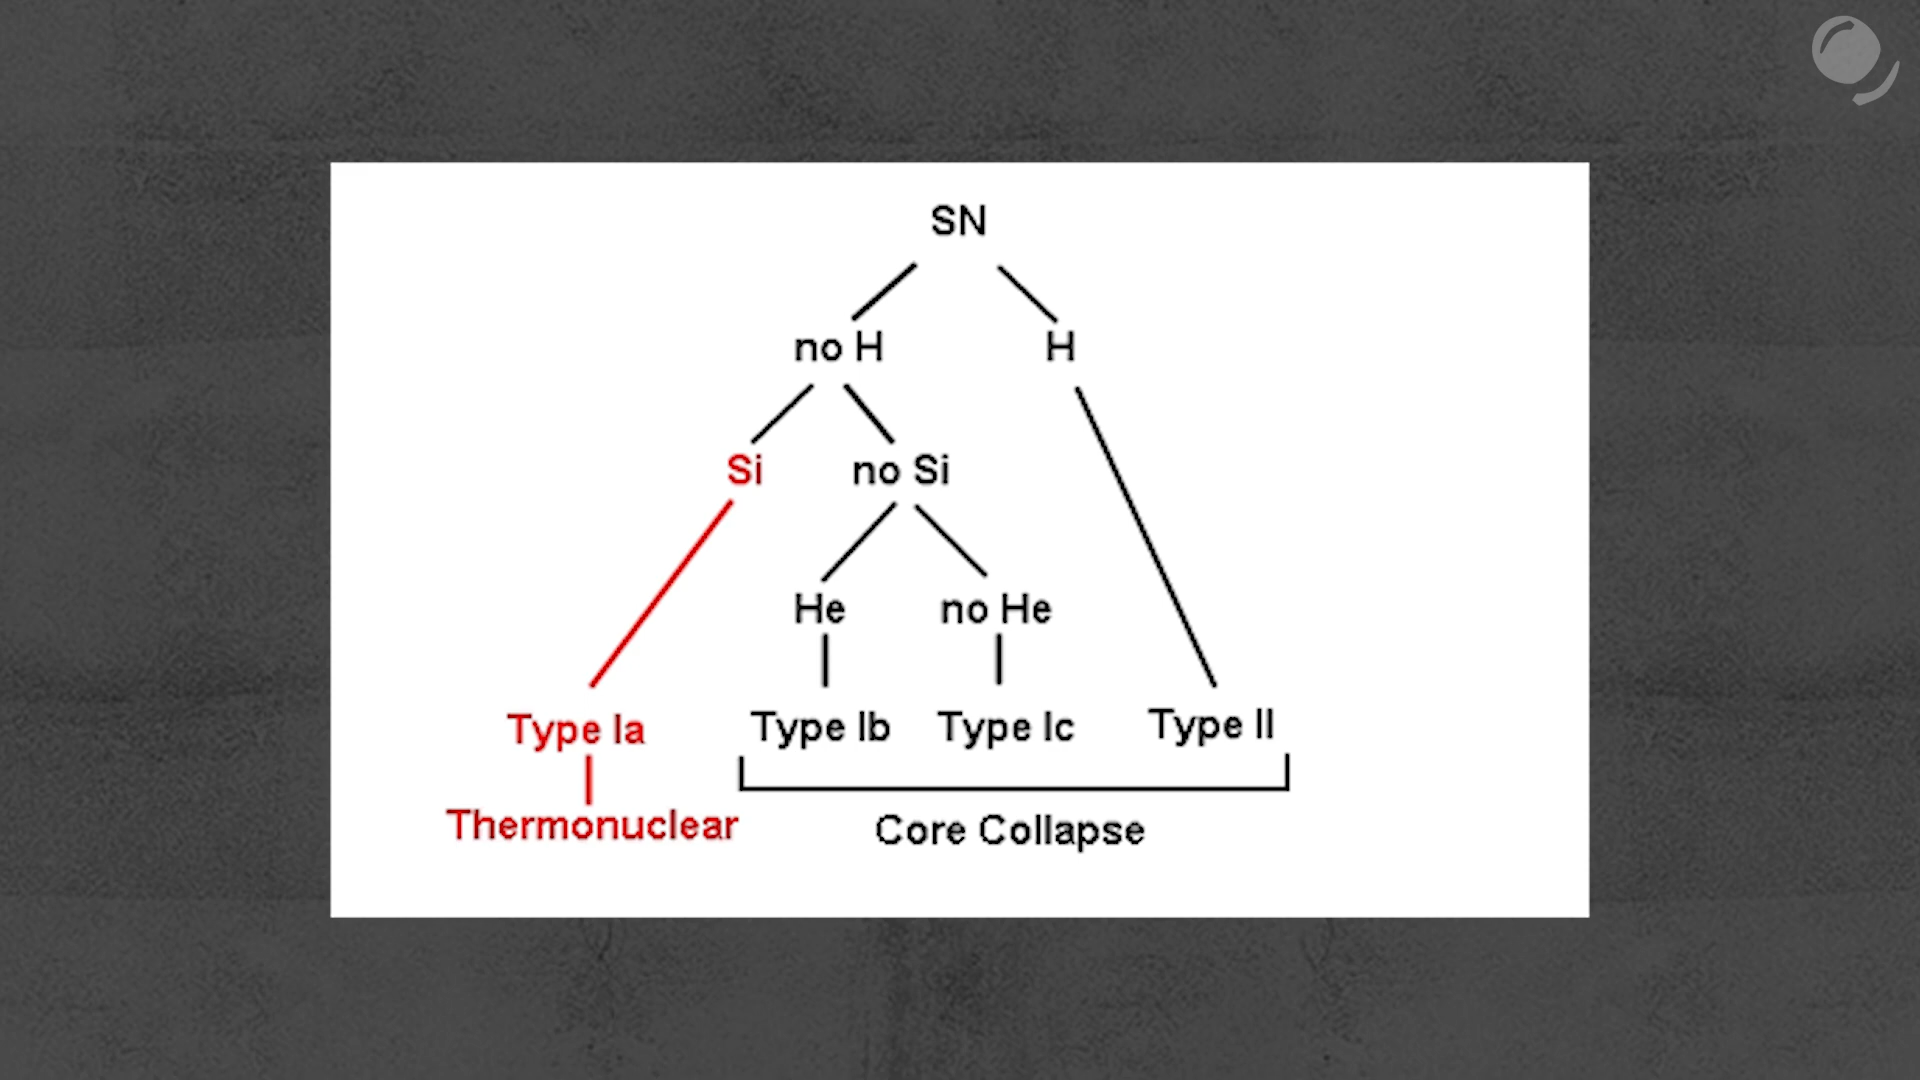 SN
no H
H
Si
no Si
He
no He
Type Ia
Type Ib
Type Ic
Type II
Thermonuclear
Core Collapse